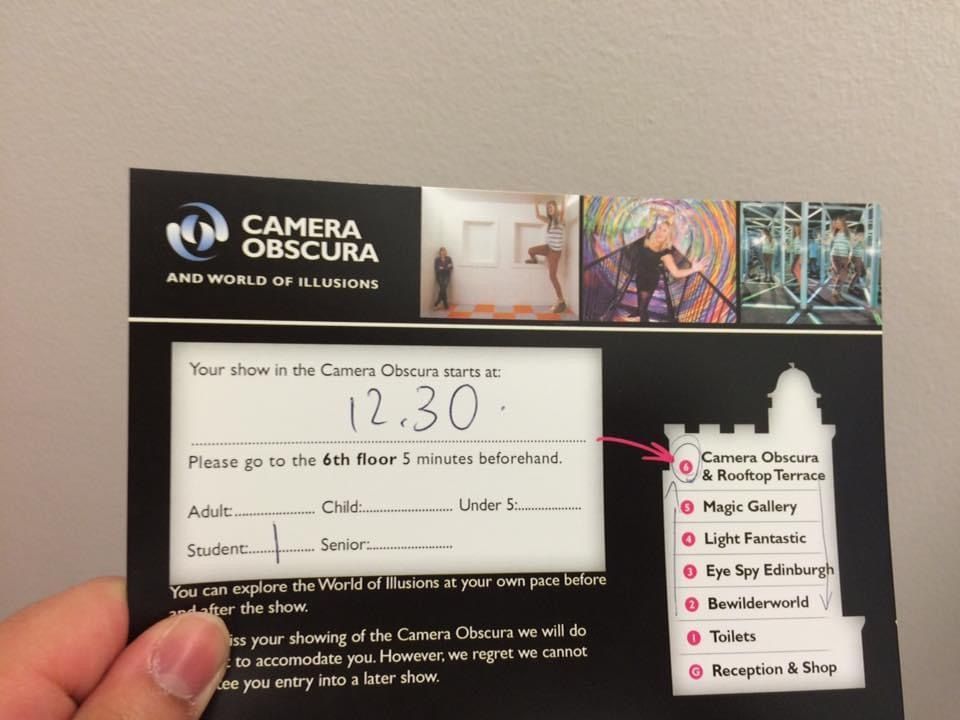 CAMERA
OBSCURA
AND WORLD OF ILLUSIONS
Your show in the Camera Obscura starts at:
12.30
Please go to the 6th floor 5 minutes beforehand.
Adult:
Child:
Under 5:
Student: 1
Senior:
You can explore the World of Illusions at your own pace before
after the show.
your showing of the Camera Obscura we will do
to accomodate you. However, we regret we cannot
you entry into a later show.
6 Camera Obscura
& Rooftop Terrace
5 Magic Gallery
4 Light Fantastic
3 Eye Spy Edinburgh
2 Bewilderworld
1 Toilets
G Reception & Shop